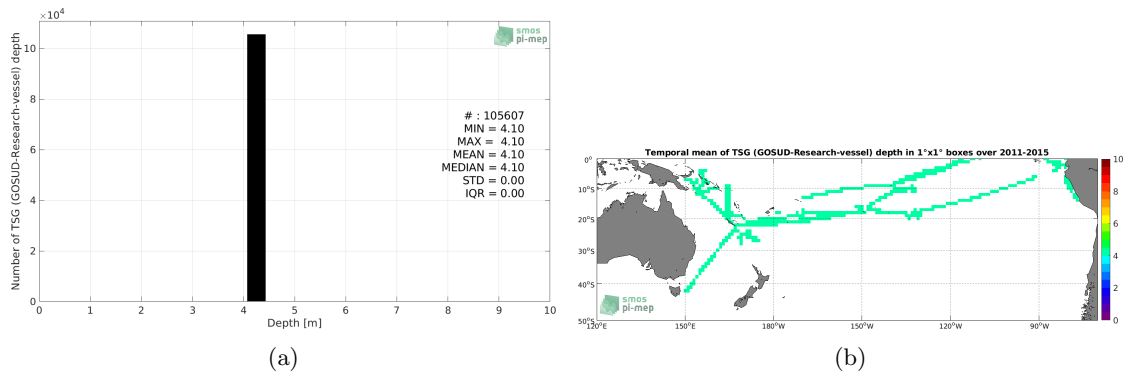 ×10⁴
Number of TSG (GOSUD-Research-vessel) depth
10
8
6
4
2
0
0 1 2 3 4 5 6 7 8 9 10
Depth [m]
smos
pi-mep
# : 105607
MIN = 4.10
MAX = 4.10
MEAN = 4.10
MEDIAN = 4.10
STD = 0.00
IQR = 0.00
(a)
Temporal mean of TSG (GOSUD-Research-vessel) depth in 1°x1° boxes over 2011-2015
0°
10°S
20°S
30°S
40°S
50°S
120°E 150°E 180°W 150°W 120°W 90°W
smos
pi-mep
10
8
6
4
2
0
(b)